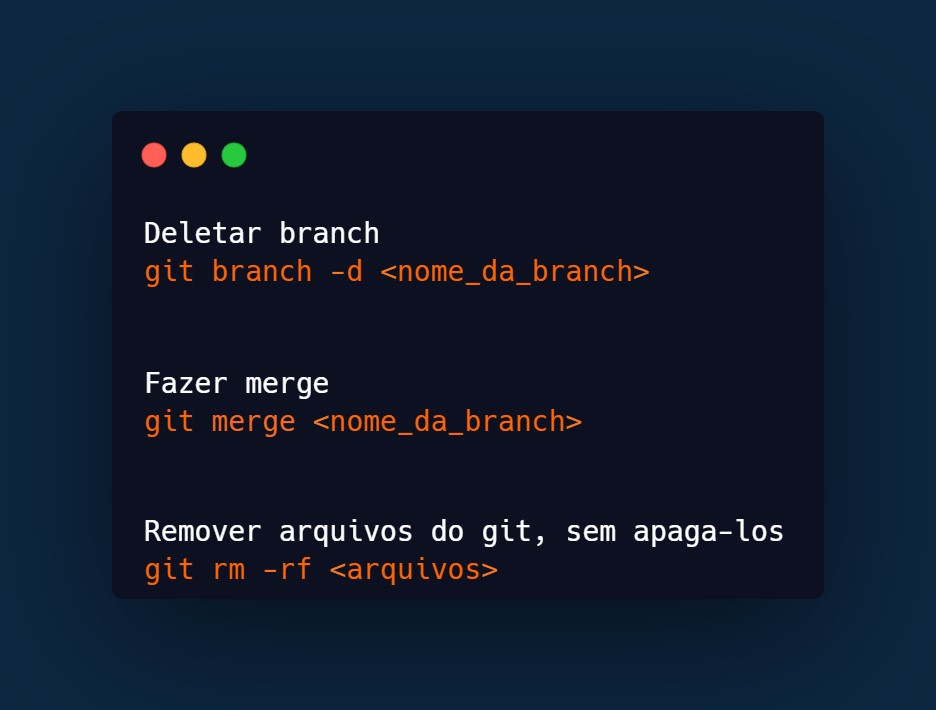 Deletar branch
git branch -d <nome_da_branch>
Fazer merge
git merge <nome_da_branch>
Remover arquivos do git, sem apaga-los
git rm -rf <arquivos>